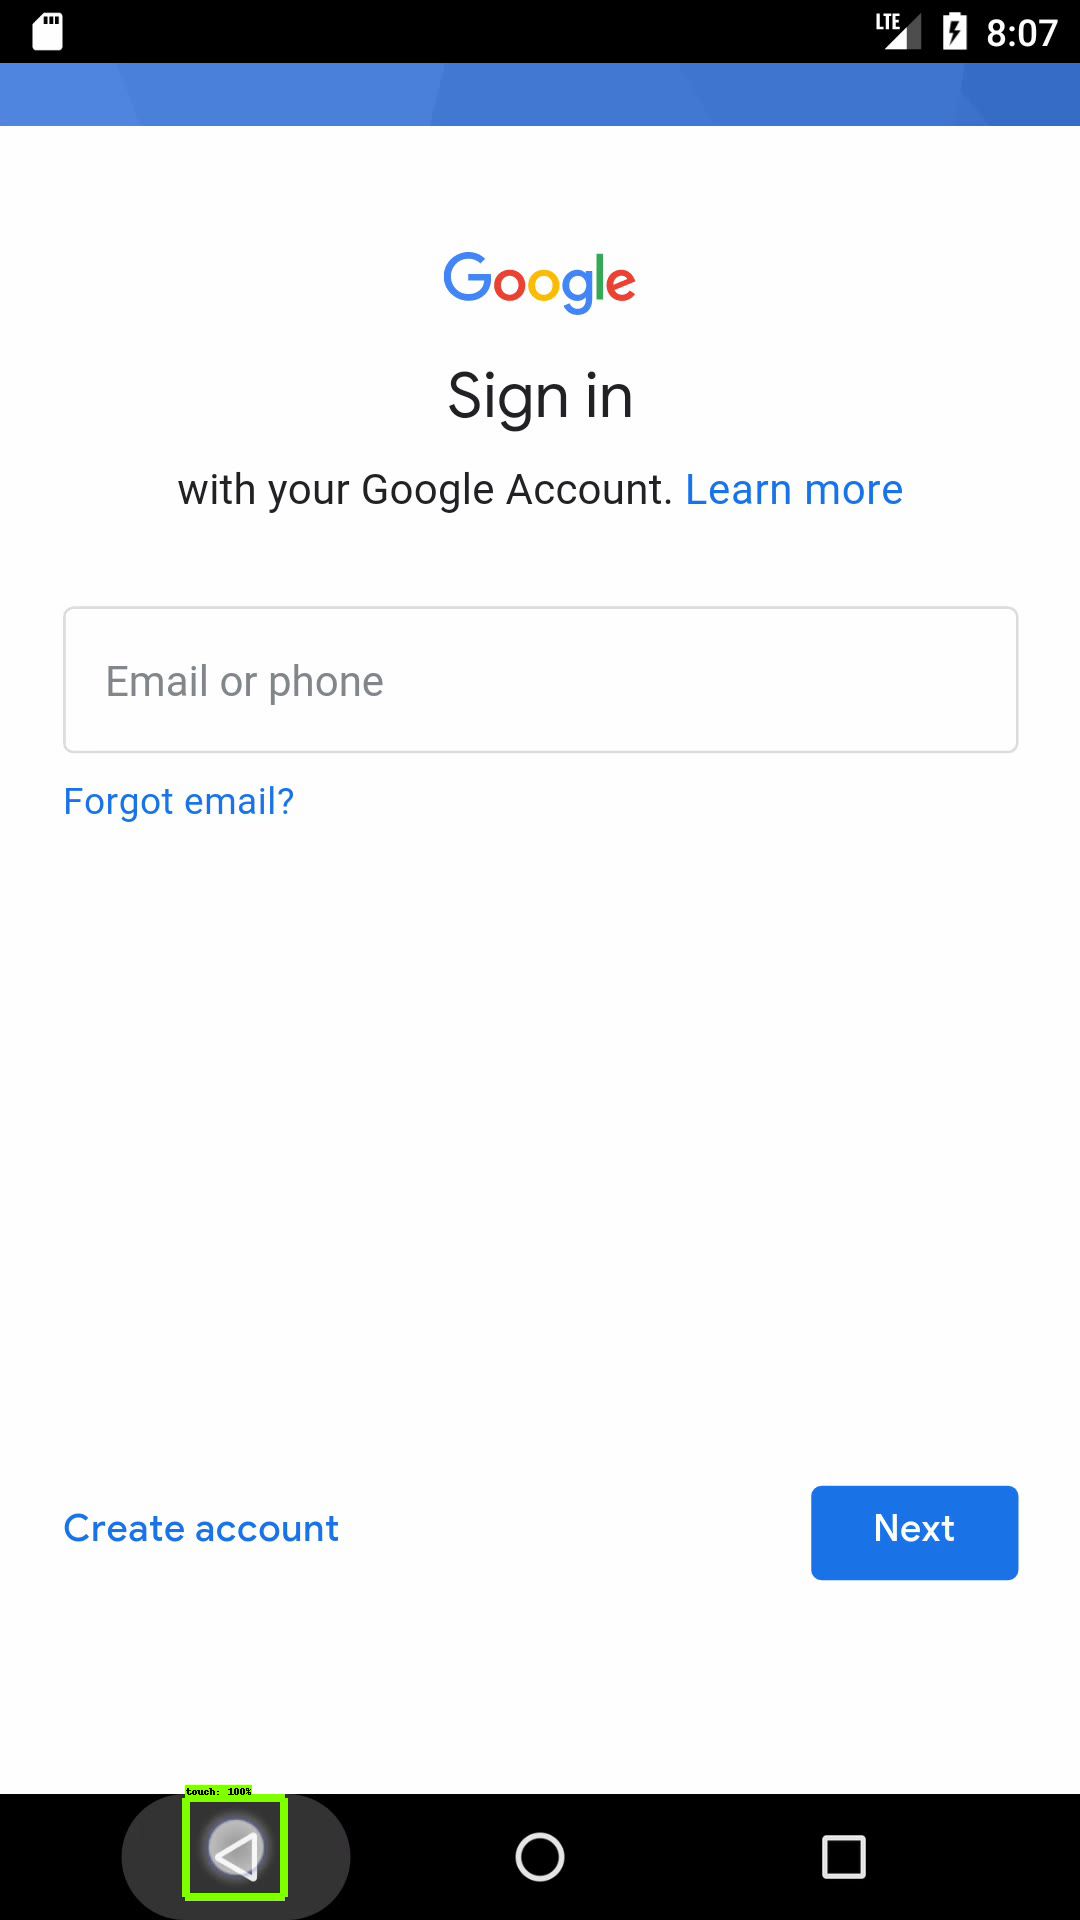 LTE 8:07
Google
Sign in
with your Google Account. Learn more
Email or phone
Forgot email?
Create account
Next
touch: 100%